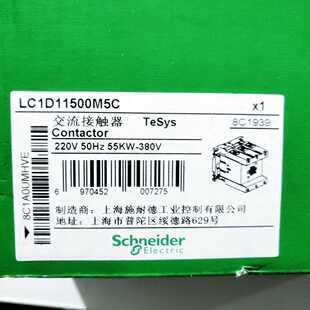 LC1D11500M5C x1
交流接触器 TeSys 8C1939
Contactor
220V 50Hz 55KW-380V
8C1A0UMHVE
6 970452 007275
制造商：上海施耐德工业控制有限公司
地址：上海市普陀区绥德路629号
Schneider
Electric